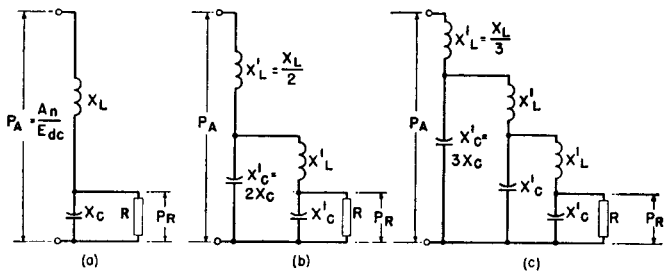 P_A = A_n / E_dc
X_L
X_C
R
P_R
(a)
P_A
X'_L = X_L / 2
X'_L
X'_C = 2X_C
X'_C
R
P_R
(b)
P_A
X'_L = X_L / 3
X'_L
X'_C = 3X_C
X'_L
X'_C
X'_C
R
P_R
(c)